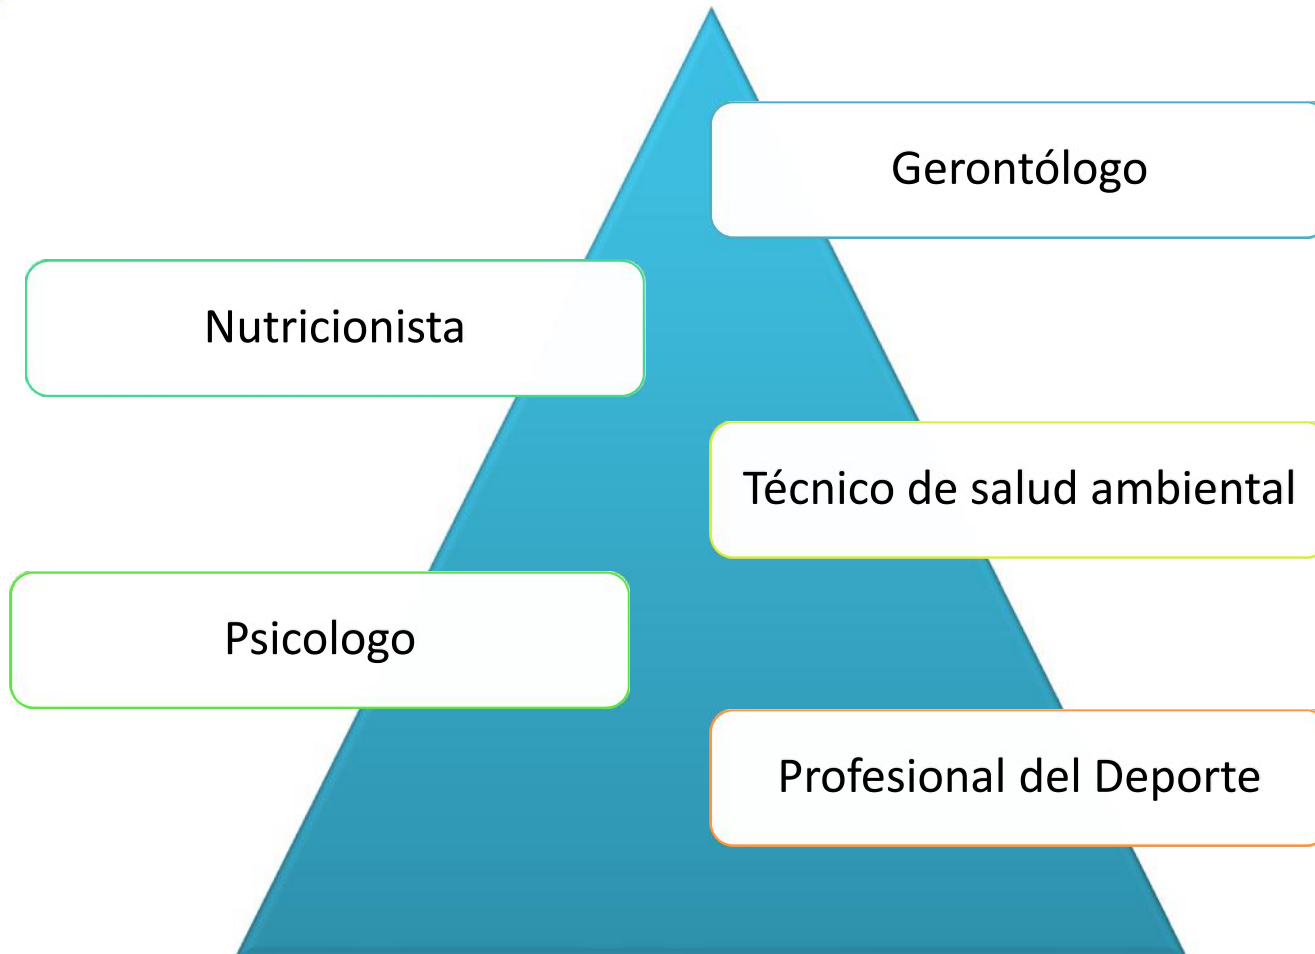 Gerontólogo
Nutricionista
Técnico de salud ambiental
Psicologo
Profesional del Deporte